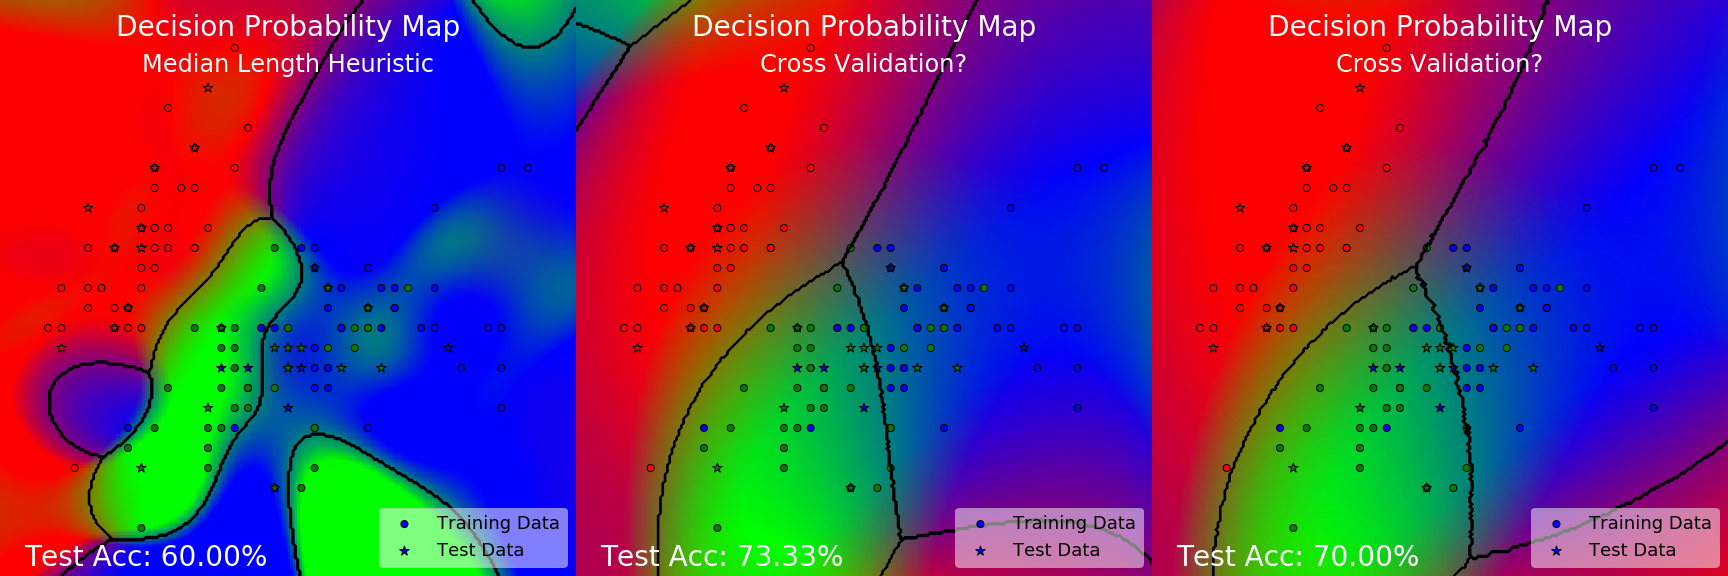 Decision Probability Map
Median Length Heuristic
Training Data
Test Data
Test Acc: 60.00%
Decision Probability Map
Cross Validation?
Training Data
Test Data
Test Acc: 73.33%
Decision Probability Map
Cross Validation?
Training Data
Test Data
Test Acc: 70.00%